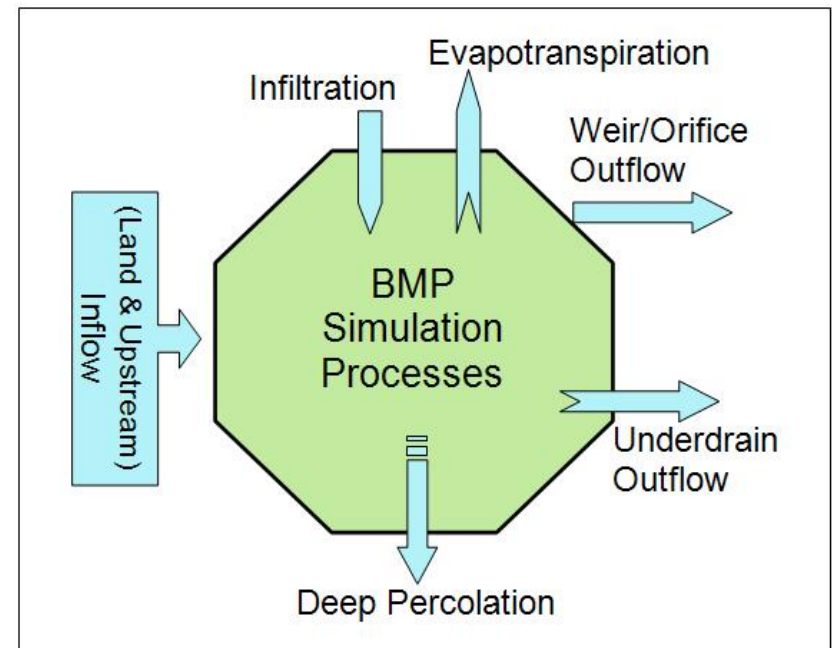 Evapotranspiration
Infiltration
Weir/Orifice
Outflow
(Land & Upstream)
Inflow
BMP
Simulation
Processes
Underdrain
Outflow
Deep Percolation